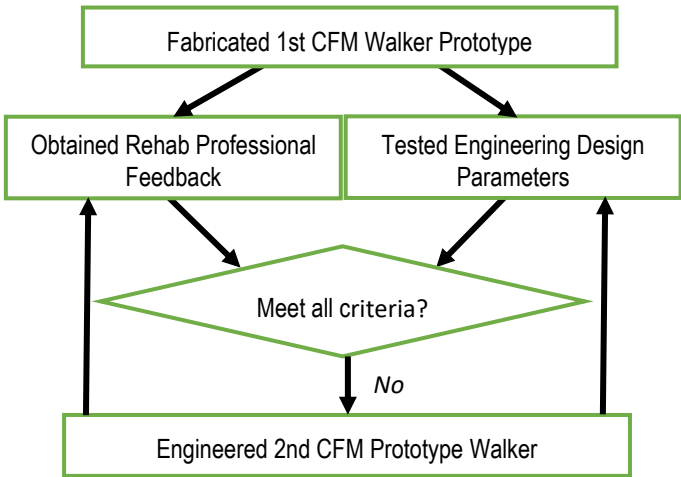 Fabricated 1st CFM Walker Prototype
Obtained Rehab Professional
Feedback
Tested Engineering Design
Parameters
Meet all criteria?
No
Engineered 2nd CFM Prototype Walker